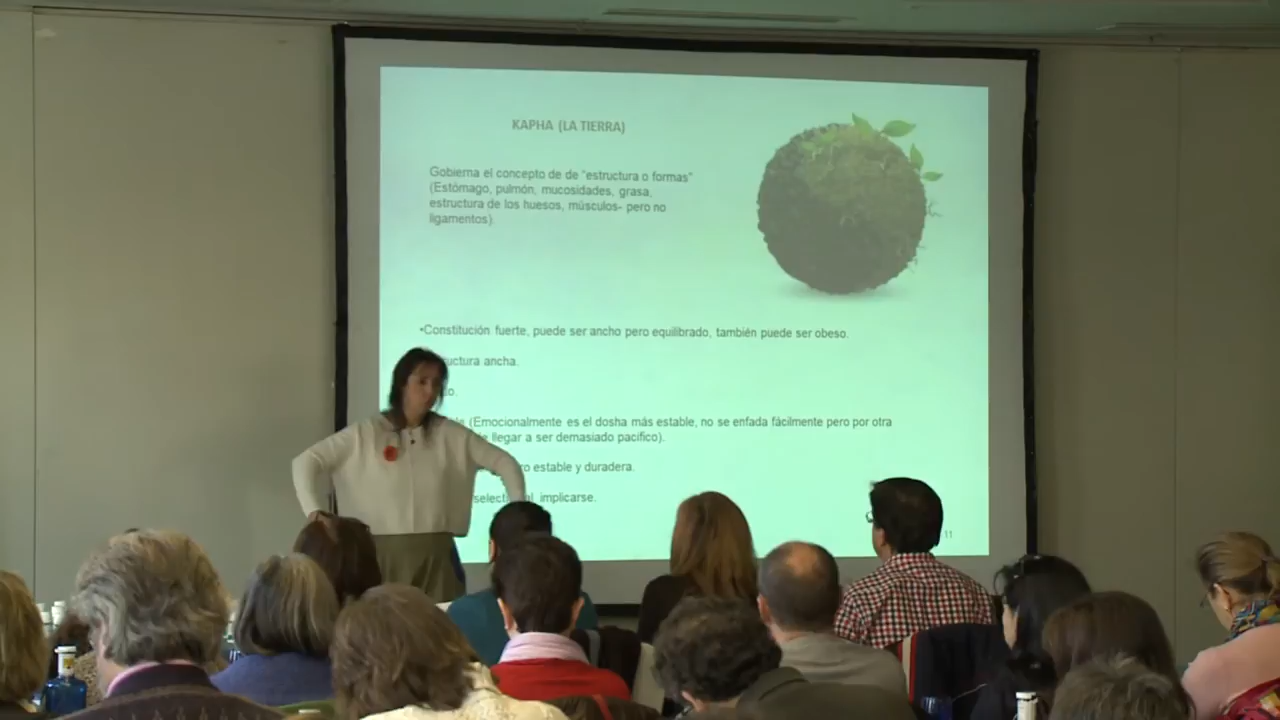 KAPHA (LA TIERRA)
Gobierna el concepto de de "estructura o formas"
(Estómago, pulmón, mucosidades, grasa,
estructura de los huesos, músculos- pero no
ligamentos).
•Constitución fuerte, puede ser ancho pero equilibrado, también puede ser obeso.
ancha.
(Emocionalmente es el dosha más estable, no se enfada fácilmente pero por otra
llegar a ser demasiado pacifico).
estable y duradera.
implicarse.
11